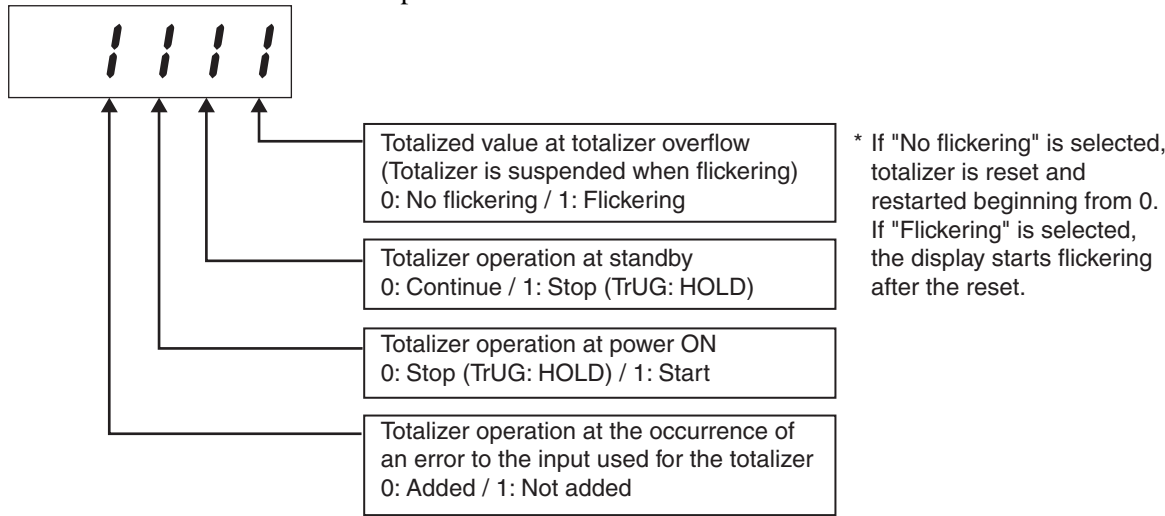 1111
Totalized value at totalizer overflow
(Totalizer is suspended when flickering)
0: No flickering / 1: Flickering
* If "No flickering" is selected,
totalizer is reset and
restarted beginning from 0.
If "Flickering" is selected,
the display starts flickering
after the reset.
Totalizer operation at standby
0: Continue / 1: Stop (TrUG: HOLD)
Totalizer operation at power ON
0: Stop (TrUG: HOLD) / 1: Start
Totalizer operation at the occurrence of
an error to the input used for the totalizer
0: Added / 1: Not added